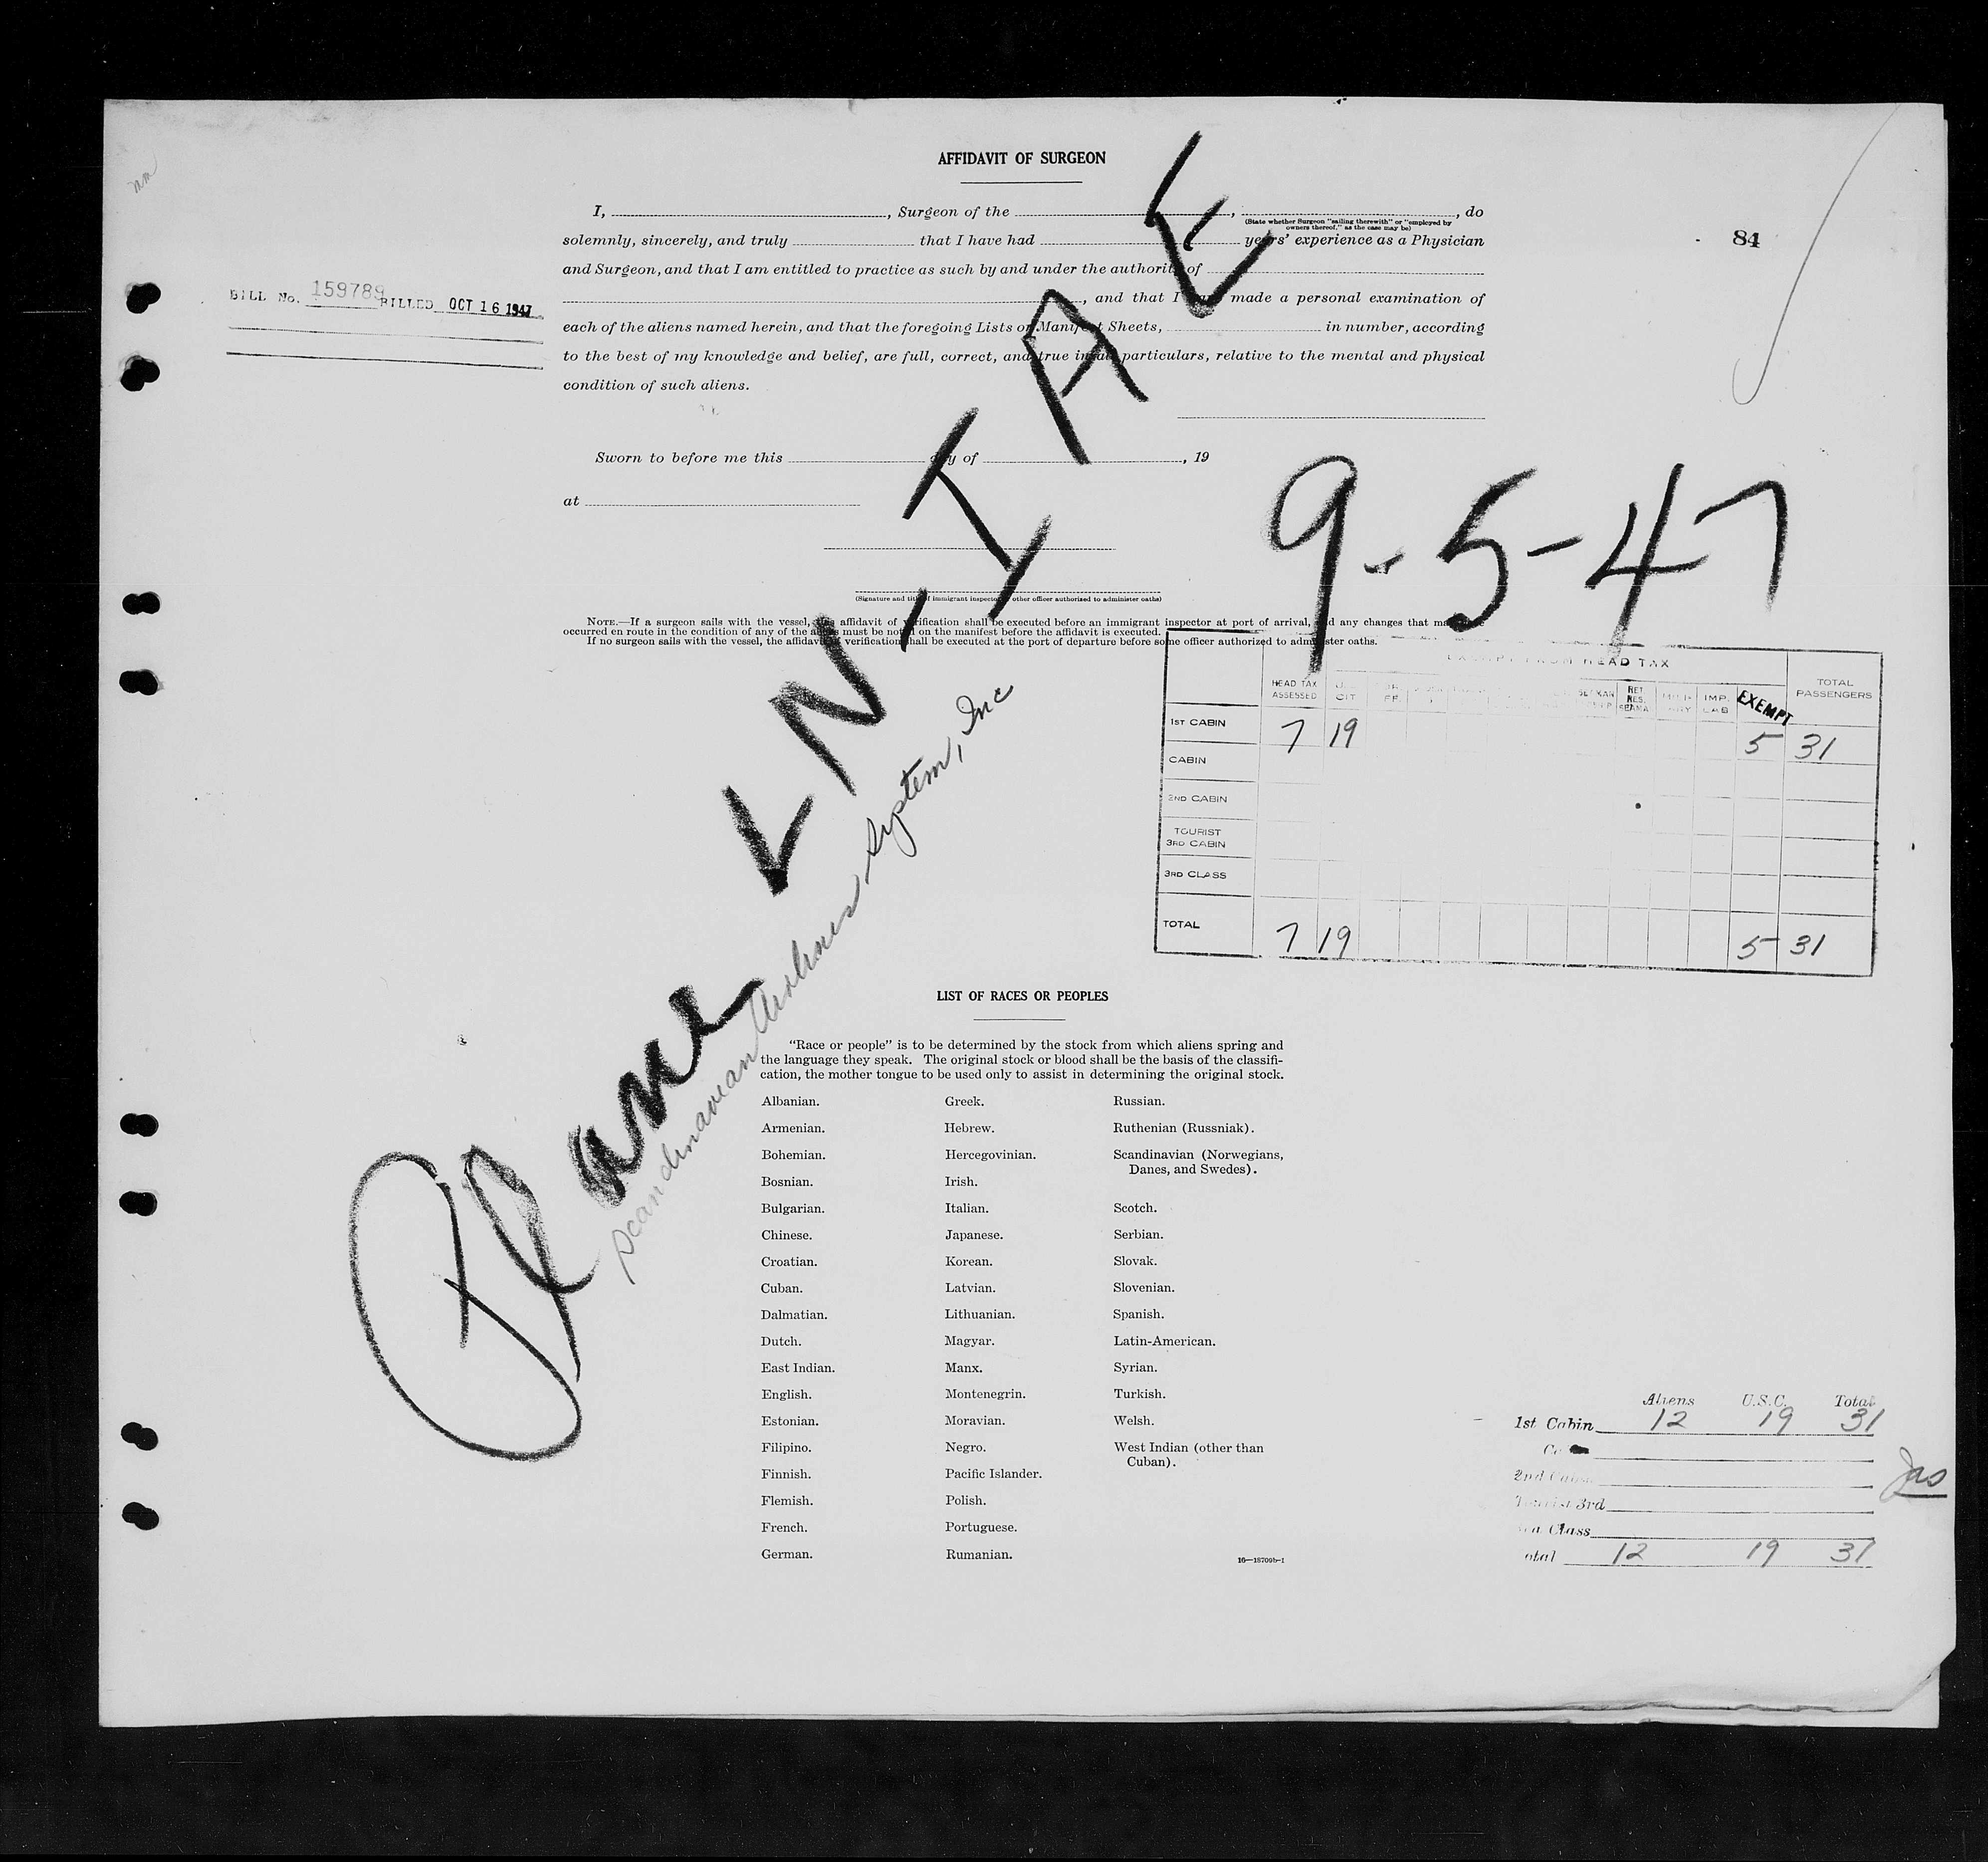 AFFIDAVIT OF SURGEON
I, , Surgeon of the , , do
(State whether Surgeon "sailing therewith" or "employed by
owners thereof," as the case may be)
solemnly, sincerely, and truly that I have had years' experience as a Physician
84
and Surgeon, and that I am entitled to practice as such by and under the authority of
BILL No. 159789 BILLED OCT 16 1947
, and that I have made a personal examination of
each of the aliens named herein, and that the foregoing Lists or Manifest Sheets, in number, according
to the best of my knowledge and belief, are full, correct, and true in all particulars, relative to the mental and physical
condition of such aliens.
Sworn to before me this day of , 19
at
(Signature and title of immigrant inspector or other officer authorized to administer oaths)
NOTE.—If a surgeon sails with the vessel, the affidavit of verification shall be executed before an immigrant inspector at port of arrival, and any changes that may
occurred en route in the condition of any of the aliens must be noted on the manifest before the affidavit is executed.
If no surgeon sails with the vessel, the affidavit of verification shall be executed at the port of departure before some officer authorized to administer oaths.
Plane LN-IAE
9-5-47
Scandinavian Airlines System, Inc
EXEMPT FROM HEAD TAX
HEAD TAX ASSESSED
CIT.
RET. RES. SEAMA
IMP. LAB
EXEMPT
TOTAL PASSENGERS
1ST CABIN 7 19 5 31
CABIN
2ND CABIN
TOURIST
3RD CABIN
3RD CLASS
TOTAL 7 19 5 31
LIST OF RACES OR PEOPLES
"Race or people" is to be determined by the stock from which aliens spring and
the language they speak. The original stock or blood shall be the basis of the classifi-
cation, the mother tongue to be used only to assist in determining the original stock.
Albanian. Greek. Russian.
Armenian. Hebrew. Ruthenian (Russniak).
Bohemian. Hercegovinian. Scandinavian (Norwegians,
Danes, and Swedes).
Bosnian. Irish.
Bulgarian. Italian. Scotch.
Chinese. Japanese. Serbian.
Croatian. Korean. Slovak.
Cuban. Latvian. Slovenian.
Dalmatian. Lithuanian. Spanish.
Dutch. Magyar. Latin-American.
East Indian. Manx. Syrian.
English. Montenegrin. Turkish.
Estonian. Moravian. Welsh.
Filipino. Negro. West Indian (other than
Cuban).
Finnish. Pacific Islander.
Flemish. Polish.
French. Portuguese.
German. Rumanian.
16—18709b-1
Aliens U.S.C. Total
1st Cabin 12 19 31
2nd
3rd
Class
otal 12 19 31